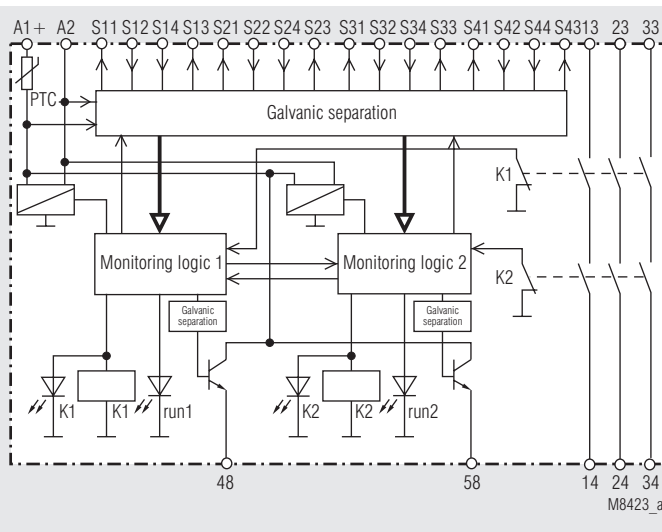 A1 + A2 S11 S12 S14 S13 S21 S22 S24 S23 S31 S32 S34 S33 S41 S42 S44 S43 13 23 33
PTC
Galvanic separation
K1
Monitoring logic 1
Monitoring logic 2
K2
Galvanic
separation
Galvanic
separation
K1 K1 run1 K2 K2 run2
48 58 14 24 34
M8423_a